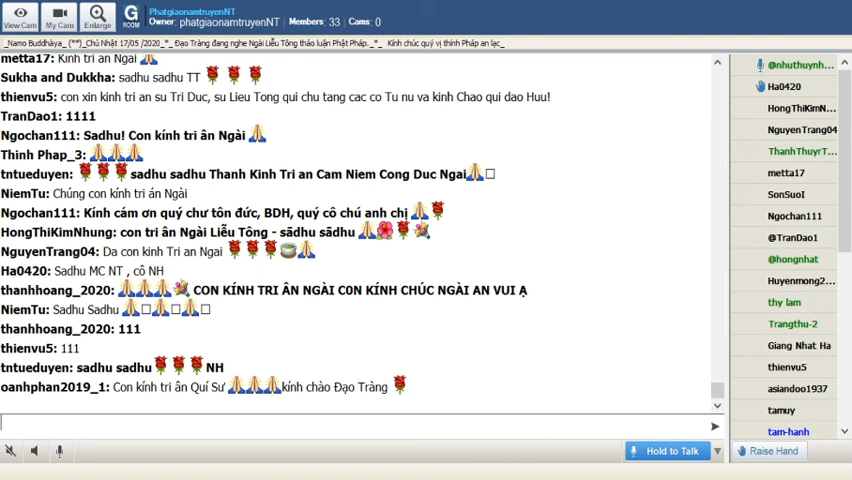 View Cam
My Cam
Enlarge
G
ROOM
PhatgiaonamtruyenNT
Owner: phatgiaonamtruyenNT Members: 33 Cams: 0
_Namo Buddhàya_ (**)_Chủ Nhật 17/05 /2020_*_ Đạo Tràng đang nghe Ngài Liễu Tông thảo luận Phật Pháp._*_ Kính chúc quý vị thính Pháp an lạc_
metta17: Kinh tri an Ngai
Sukha and Dukkha: sadhu sadhu TT
thienvu5: con xin kinh tri an su Tri Duc, su Lieu Tong qui chu tang cac co Tu nu va kinh Chao qui dao Huu!
TranDao1: 1111
Ngochan111: Sadhu! Con kính tri ân Ngài
Thinh Phap_3:
tntueduyen: sadhu sadhu Thanh Kinh Tri an Cam Niem Cong Duc Ngai
NiemTu: Chúng con kính tri án Ngài
Ngochan111: Kính cám ơn quý chư tôn đức, BDH, quý cô chú anh chị
HongThiKimNhung: con tri ân Ngài Liễu Tông - sādhu sādhu
NguyenTrang04: Da con kinh Tri an Ngai
Ha0420: Sadhu MC NT , cô NH
thanhhoang_2020: CON KÍNH TRI ÂN NGÀI C0N KÍNH CHÚC NGÀI AN VUI Ạ
NiemTu: Sadhu Sadhu
thanhhoang_2020: 111
thienvu5: 111
tntueduyen: sadhu sadhu NH
oanhphan2019_1: Con kính tri ân Quí Sư kính chào Đạo Tràng
Hold to Talk
@nhuthuynh...
Ha0420
HongThiKimN...
NguyenTrang04
ThanhThuyrT...
metta17
SonSuoI
Ngochan111
@TranDao1
@hongnhat
Huyenmong2...
thy lam
Trangthu-2
Giang Nhat Ha
thienvu5
asiandoo1937
tamuy
tam-hanh
Raise Hand